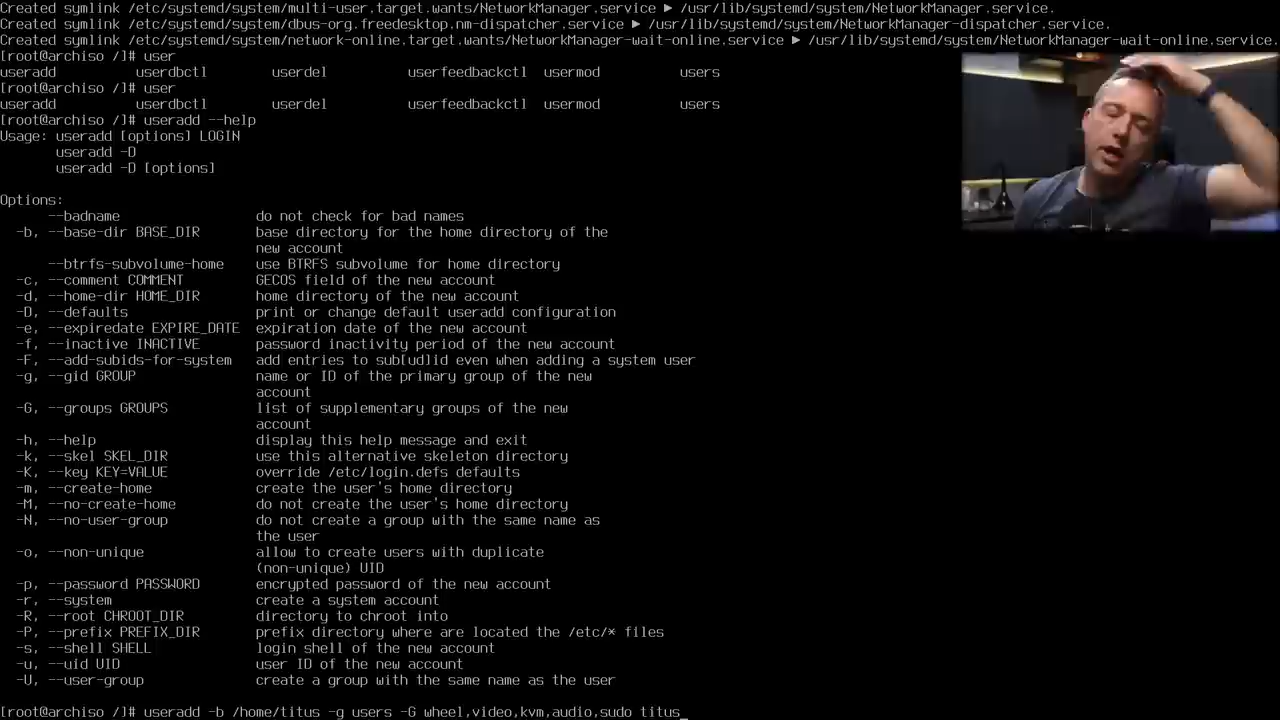 Created symlink /etc/systemd/system/multi-user.target.wants/NetworkManager.service ► /usr/lib/systemd/system/NetworkManager.service.
Created symlink /etc/systemd/system/dbus-org.freedesktop.nm-dispatcher.service ► /usr/lib/systemd/system/NetworkManager-dispatcher.service.
Created symlink /etc/systemd/system/network-online.target.wants/NetworkManager-wait-online.service ► /usr/lib/systemd/system/NetworkManager-wait-online.service.
[root@archiso /]# user
useradd userdbctl userdel userfeedbackctl usermod users
[root@archiso /]# user
useradd userdbctl userdel userfeedbackctl usermod users
[root@archiso /]# useradd --help
Usage: useradd [options] LOGIN
useradd -D
useradd -D [options]
Options:
--badname do not check for bad names
-b, --base-dir BASE_DIR base directory for the home directory of the
new account
--btrfs-subvolume-home use BTRFS subvolume for home directory
-c, --comment COMMENT GECOS field of the new account
-d, --home-dir HOME_DIR home directory of the new account
-D, --defaults print or change default useradd configuration
-e, --expiredate EXPIRE_DATE expiration date of the new account
-f, --inactive INACTIVE password inactivity period of the new account
-F, --add-subids-for-system add entries to sub[ud]id even when adding a system user
-g, --gid GROUP name or ID of the primary group of the new
account
-G, --groups GROUPS list of supplementary groups of the new
account
-h, --help display this help message and exit
-k, --skel SKEL_DIR use this alternative skeleton directory
-K, --key KEY=VALUE override /etc/login.defs defaults
-m, --create-home create the user's home directory
-M, --no-create-home do not create the user's home directory
-N, --no-user-group do not create a group with the same name as
the user
-o, --non-unique allow to create users with duplicate
(non-unique) UID
-p, --password PASSWORD encrypted password of the new account
-r, --system create a system account
-R, --root CHROOT_DIR directory to chroot into
-P, --prefix PREFIX_DIR prefix directory where are located the /etc/* files
-s, --shell SHELL login shell of the new account
-u, --uid UID user ID of the new account
-U, --user-group create a group with the same name as the user
[root@archiso /]# useradd -b /home/titus -g users -G wheel,video,kvm,audio,sudo titus_